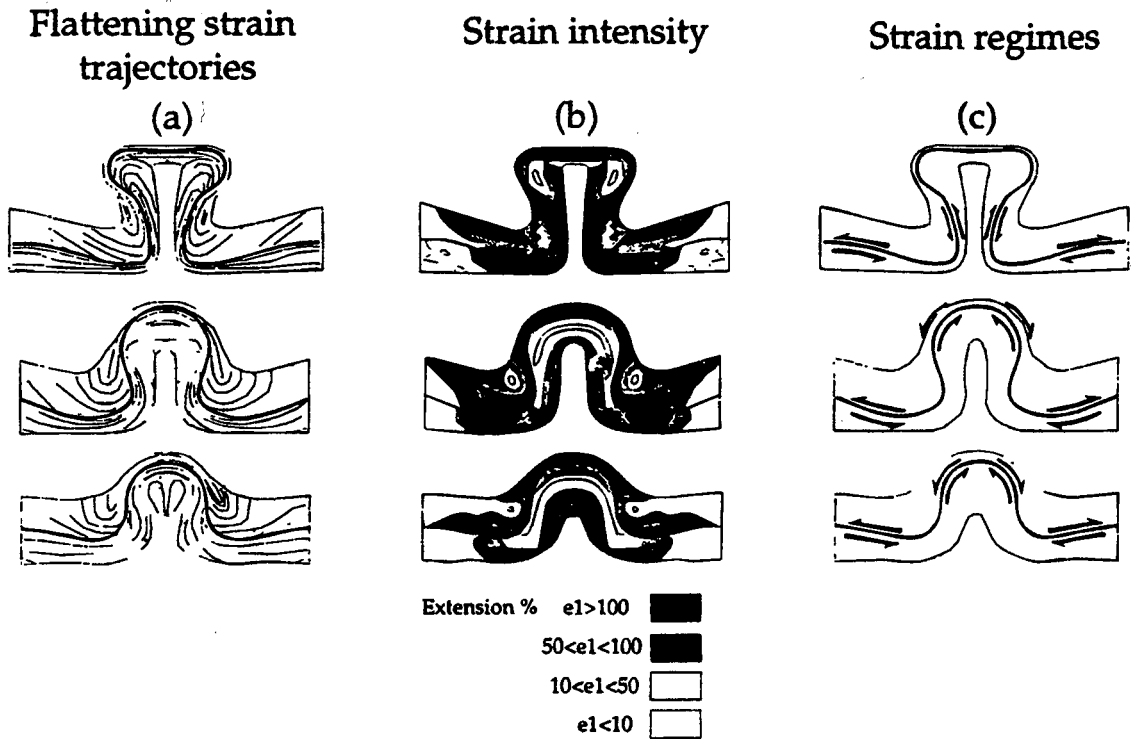 Flattening strain
trajectories
Strain intensity
Strain regimes
(a)
(b)
(c)
Extension % e1>100
50<e1<100
10<e1<50
e1<10